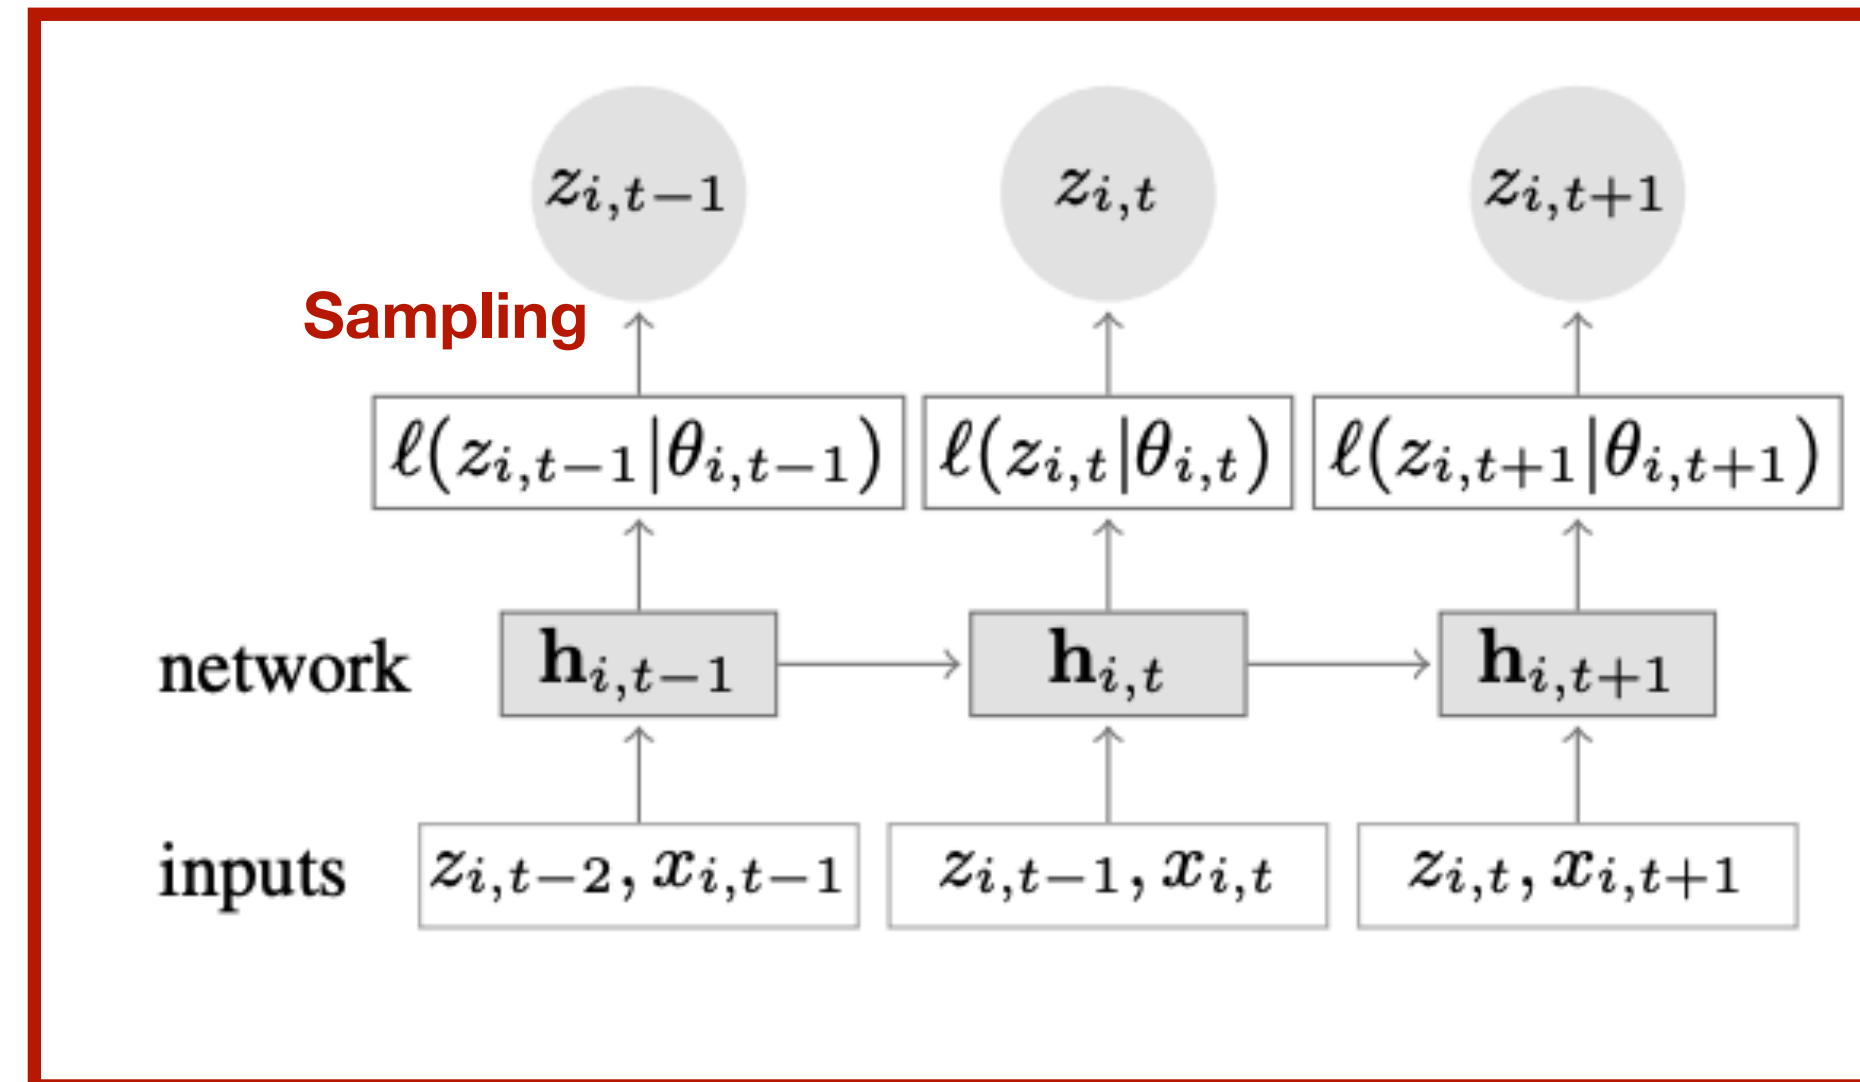 z_{i,t-1} z_{i,t} z_{i,t+1}
Sampling
ℓ(z_{i,t-1}|θ_{i,t-1}) ℓ(z_{i,t}|θ_{i,t}) ℓ(z_{i,t+1}|θ_{i,t+1})
network h_{i,t-1} h_{i,t} h_{i,t+1}
inputs z_{i,t-2}, x_{i,t-1} z_{i,t-1}, x_{i,t} z_{i,t}, x_{i,t+1}